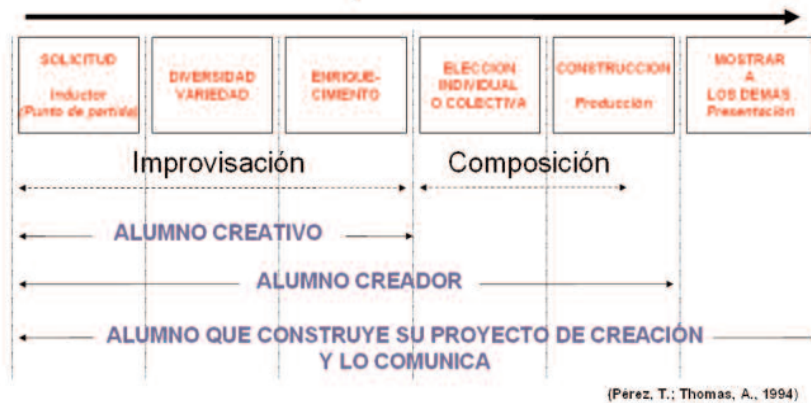 SOLICITUD
Inductor
(Punto de partida)
DIVERSIDAD
VARIEDAD
ENRIQUE-
CIMIENTO
ELECCION
INDIVIDUAL
O COLECTIVA
CONSTRUCCION
Producción
MOSTRAR
A
LOS DEMAS
Presentación
Improvisación
Composición
ALUMNO CREATIVO
ALUMNO CREADOR
ALUMNO QUE CONSTRUYE SU PROYECTO DE CREACIÓN
Y LO COMUNICA
(Pérez, T.; Thomas, A., 1994)